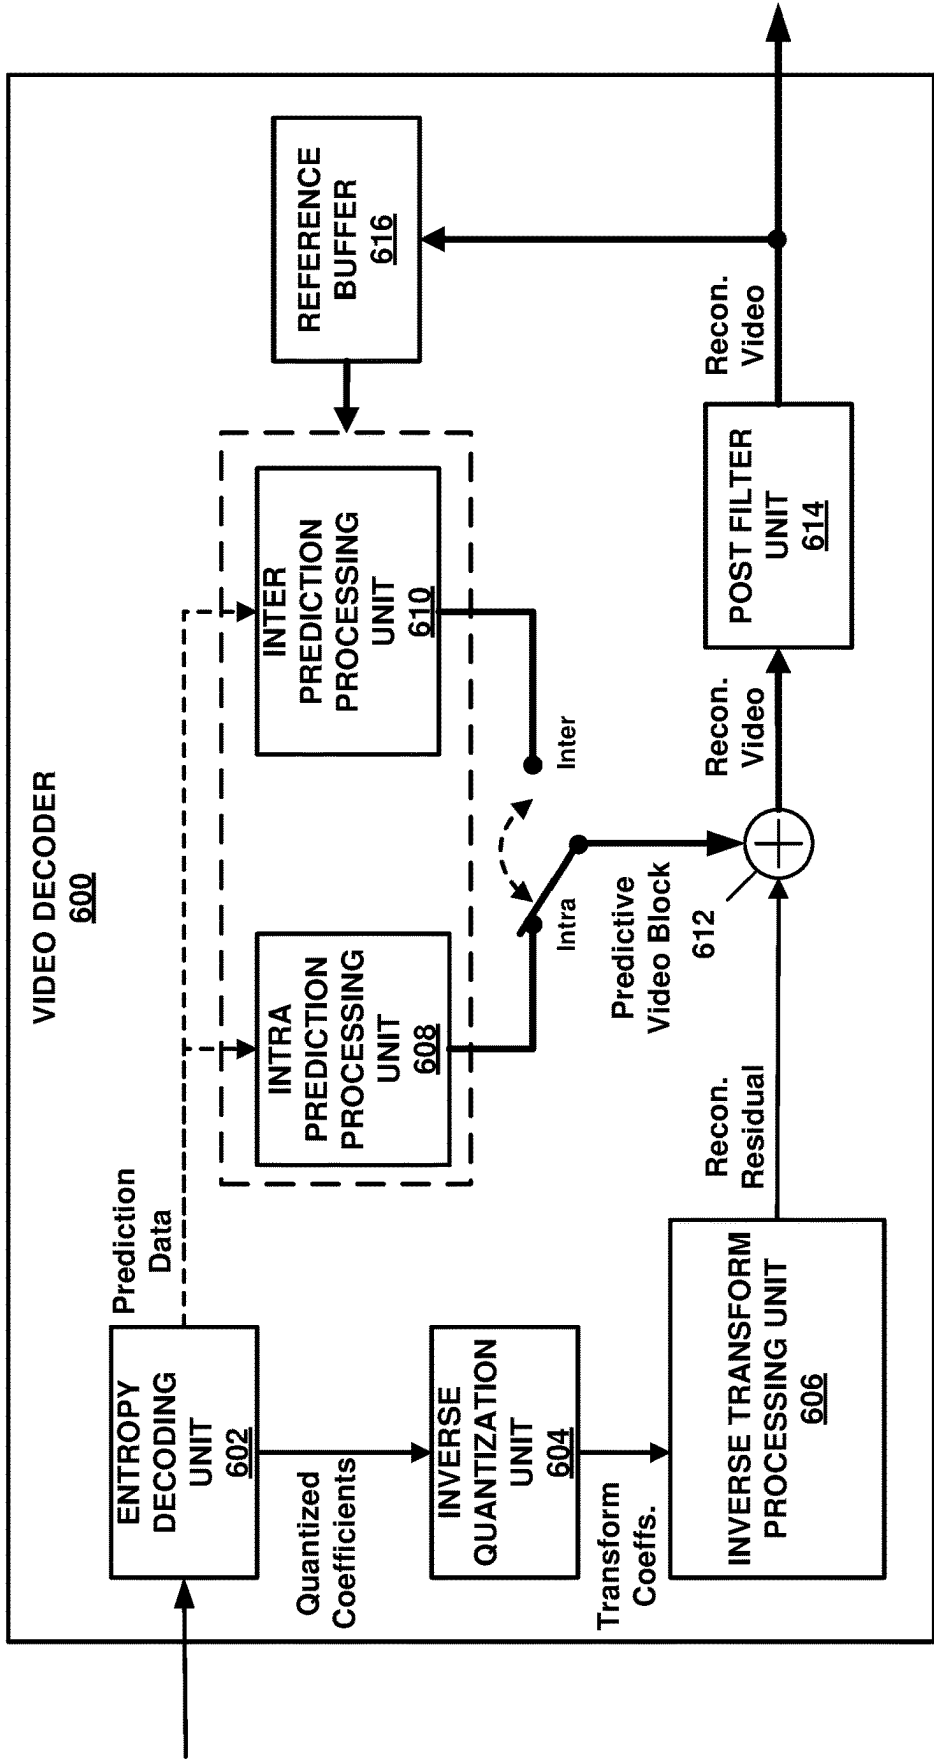 VIDEO DECODER
600
ENTROPY
DECODING
UNIT
602
Prediction
Data
INTRA
PREDICTION
PROCESSING
UNIT
608
INTER
PREDICTION
PROCESSING
UNIT
610
REFERENCE
BUFFER
616
Quantized
Coefficients
INVERSE
QUANTIZATION
UNIT
604
Transform
Coeffs.
INVERSE TRANSFORM
PROCESSING UNIT
606
Recon.
Residual
Intra
Inter
Predictive
Video Block
612
Recon.
Video
POST FILTER
UNIT
614
Recon.
Video